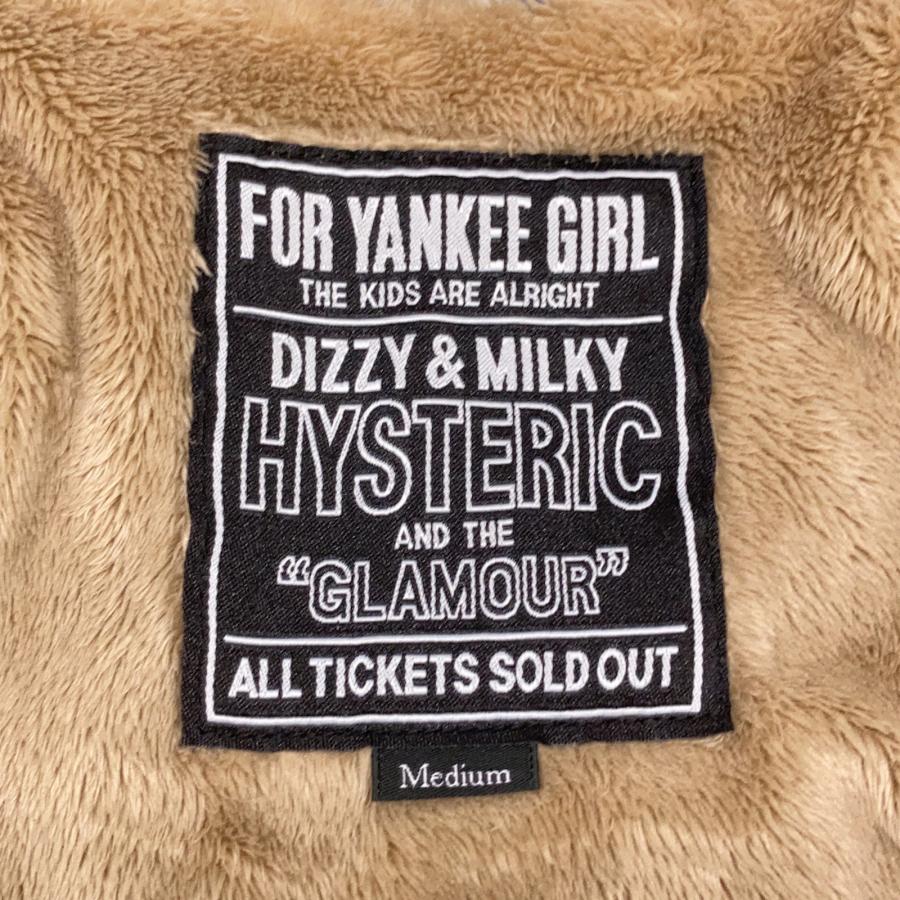 FOR YANKEE GIRL
THE KIDS ARE ALRIGHT
DIZZY & MILKY
HYSTERIC
AND THE
“GLAMOUR”
ALL TICKETS SOLD OUT
Medium